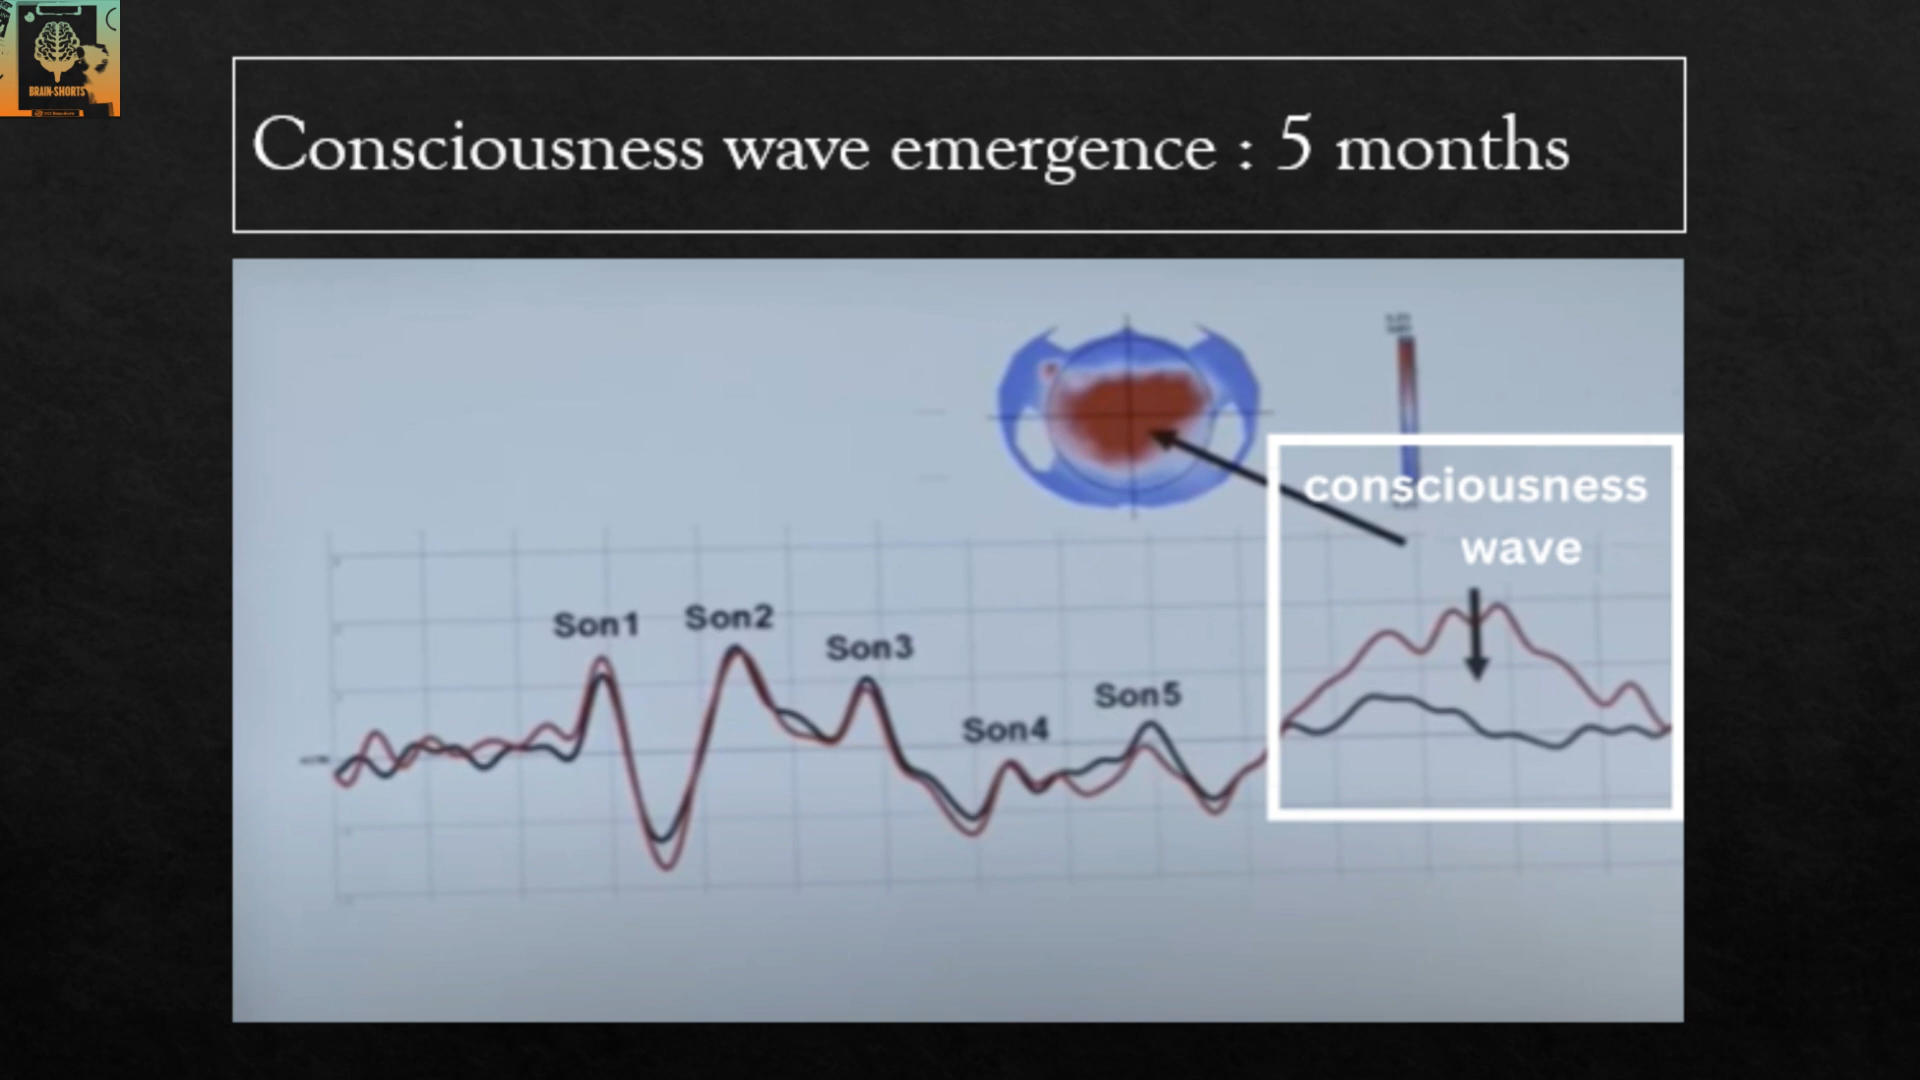 BRAIN-SHORTS
Consciousness wave emergence : 5 months
consciousness
wave
Son1
Son2
Son3
Son4
Son5